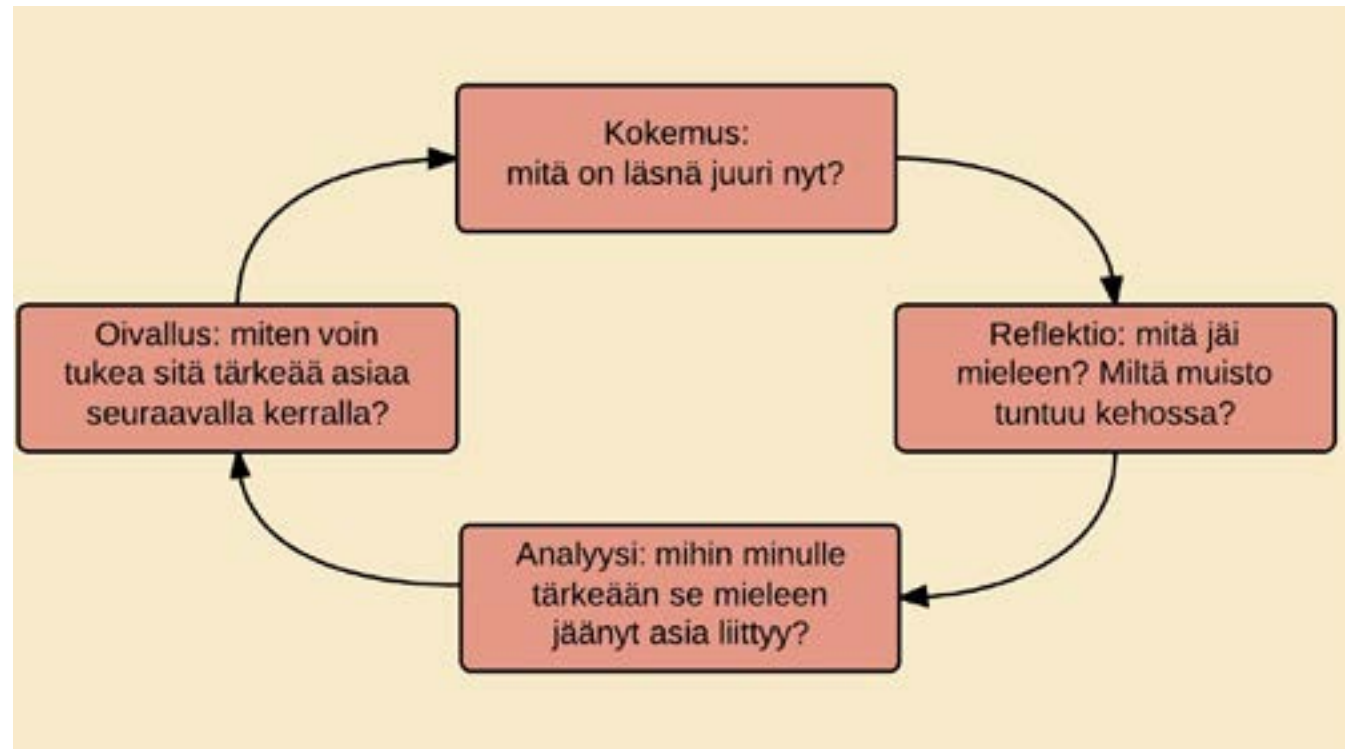 Kokemus:
mitä on läsnä juuri nyt?
Reflektio: mitä jäi
mieleen? Miltä muisto
tuntuu kehossa?
Analyysi: mihin minulle
tärkeään se mieleen
jäänyt asia liittyy?
Oivallus: miten voin
tukea sitä tärkeää asiaa
seuraavalla kerralla?